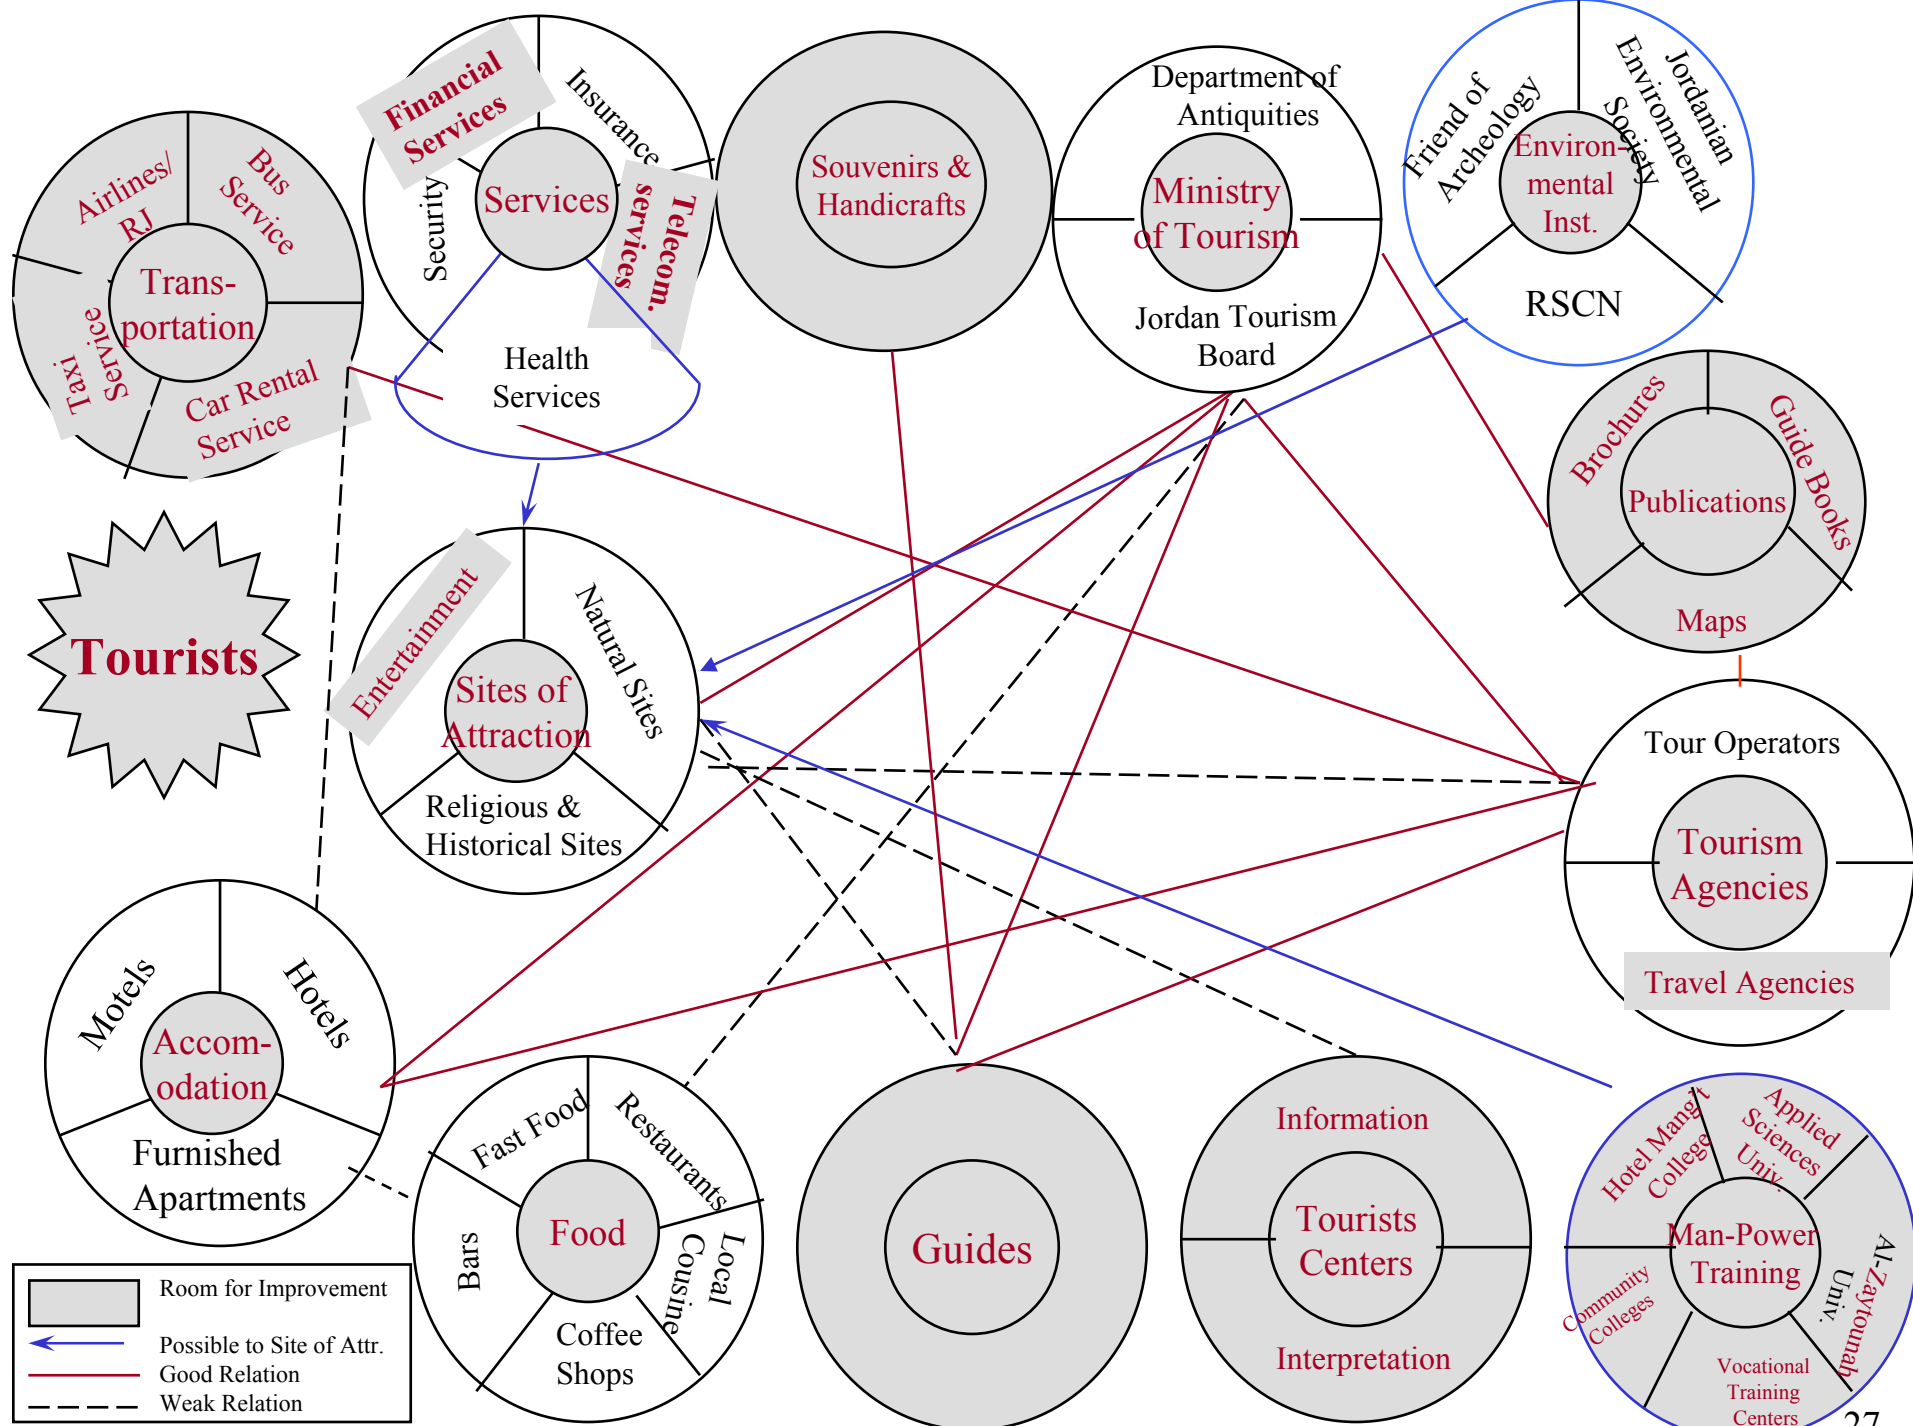 Airlines/
RJ
Bus
Service
Trans-
portation
Taxi
Service
Car Rental
Service
Financial
Services
Insurance
Security
Services
Telecom.
services
Health
Services
Souvenirs &
Handicrafts
Department of
Antiquities
Ministry
of Tourism
Jordan Tourism
Board
Friend of
Archeology
Jordanian
Environmental
Society
Environ-
mental
Inst.
RSCN
Brochures
Guide Books
Publications
Maps
Tourists
Entertainment
Natural Sites
Sites of
Attraction
Religious &
Historical Sites
Tour Operators
Tourism
Agencies
Travel Agencies
Motels
Hotels
Accom-
odation
Furnished
Apartments
Fast Food
Restaurants
Food
Bars
Local
Cousine
Coffee
Shops
Guides
Information
Tourists
Centers
Interpretation
Hotel Mang't
College
Applied
Sciences
Univ.
Man-Power
Training
Al-Zaytounah
Univ.
Community
Colleges
Vocational
Training
Centers
Room for Improvement
Possible to Site of Attr.
Good Relation
Weak Relation
27